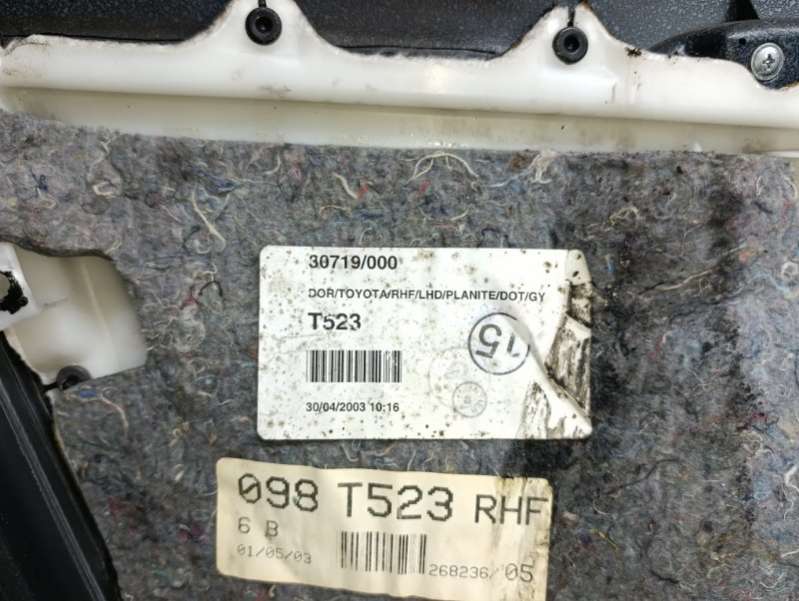 30719/000
DOR/TOYOTA/RHF/LHD/PLANITE/DOT/GY
T523
15
30/04/2003 10:16
098 T523 RHF
6 B
01/05/03
268236/05